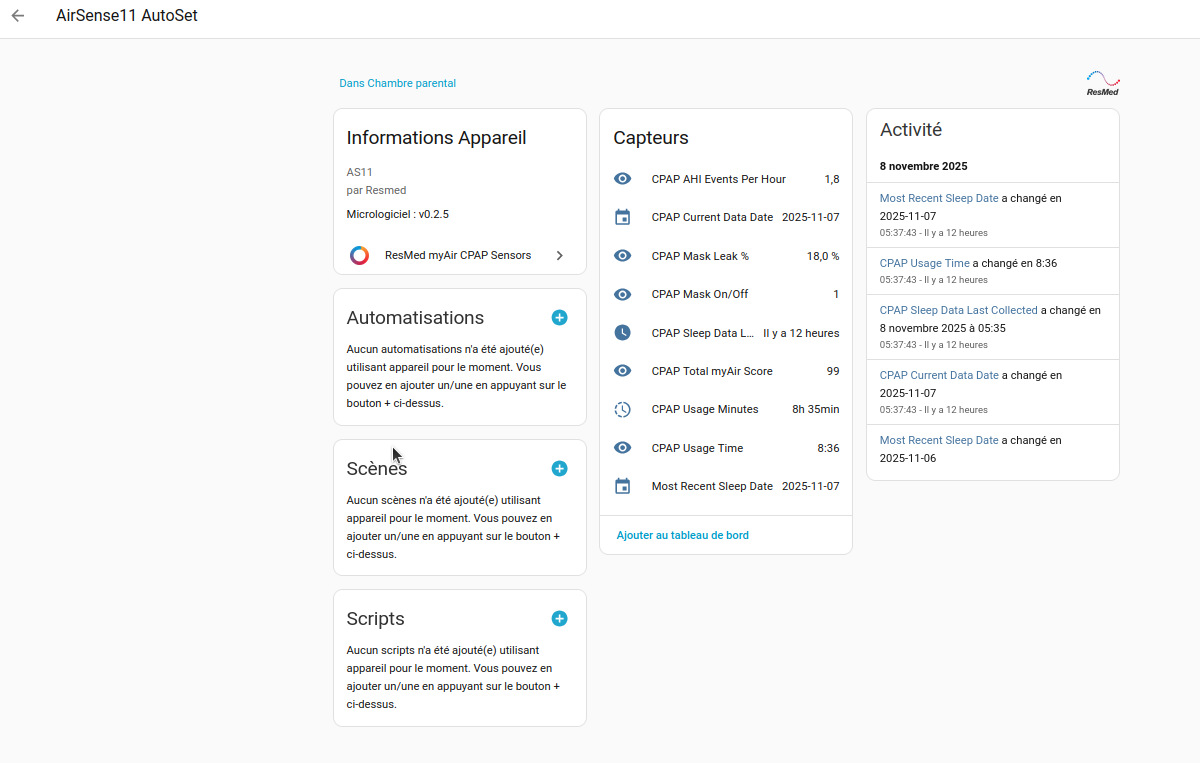 AirSense11 AutoSet
Dans Chambre parental
ResMed
Informations Appareil
AS11
par Resmed
Micrologiciel : v0.2.5
ResMed myAir CPAP Sensors
Automatisations
Aucun automatisations n'a été ajouté(e)
utilisant appareil pour le moment. Vous
pouvez en ajouter un/une en appuyant sur le
bouton + ci-dessus.
Scènes
Aucun scènes n'a été ajouté(e) utilisant
appareil pour le moment. Vous pouvez en
ajouter un/une en appuyant sur le bouton +
ci-dessus.
Scripts
Aucun scripts n'a été ajouté(e) utilisant
appareil pour le moment. Vous pouvez en
ajouter un/une en appuyant sur le bouton +
ci-dessus.
Capteurs
CPAP AHI Events Per Hour 1,8
CPAP Current Data Date 2025-11-07
CPAP Mask Leak % 18,0 %
CPAP Mask On/Off 1
CPAP Sleep Data L... Il y a 12 heures
CPAP Total myAir Score 99
CPAP Usage Minutes 8h 35min
CPAP Usage Time 8:36
Most Recent Sleep Date 2025-11-07
Ajouter au tableau de bord
Activité
8 novembre 2025
Most Recent Sleep Date a changé en
2025-11-07
05:37:43 - Il y a 12 heures
CPAP Usage Time a changé en 8:36
05:37:43 - Il y a 12 heures
CPAP Sleep Data Last Collected a changé en
8 novembre 2025 à 05:35
05:37:43 - Il y a 12 heures
CPAP Current Data Date a changé en
2025-11-07
05:37:43 - Il y a 12 heures
Most Recent Sleep Date a changé en
2025-11-06